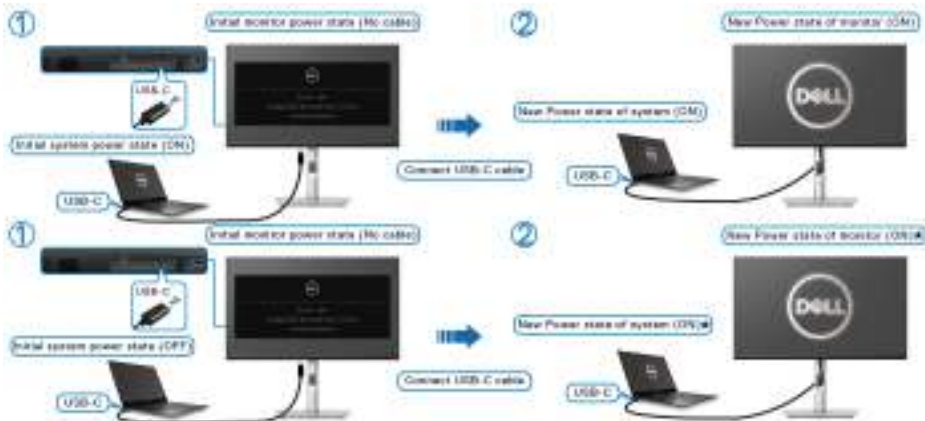 ①
Initial monitor power state (No cable)
②
New Power state of monitor (ON)
USB-C
DELL
New Power state of system (ON)
Initial system power state (ON)
Connect USB-C cable
USB-C
USB-C
①
Initial monitor power state (No cable)
②
New Power state of monitor (ON)★
USB-C
DELL
New Power state of system (ON)★
Initial system power state (OFF)
Connect USB-C cable
USB-C
USB-C